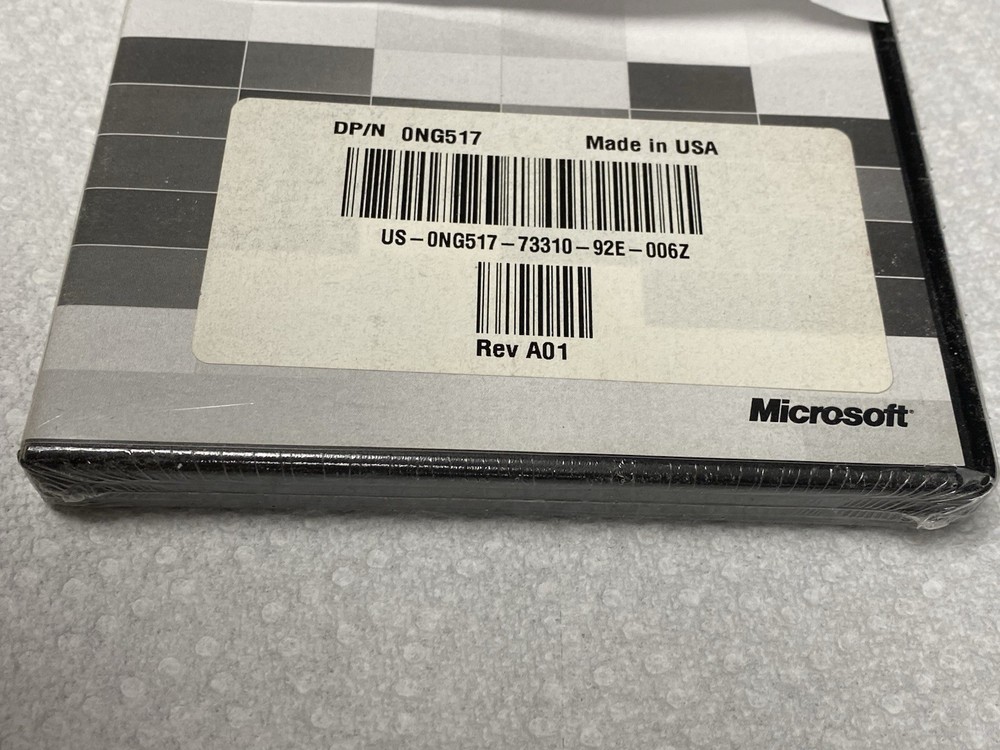 DP/N 0NG517 Made in USA
US-0NG517-73310-92E-006Z
Rev A01
Microsoft